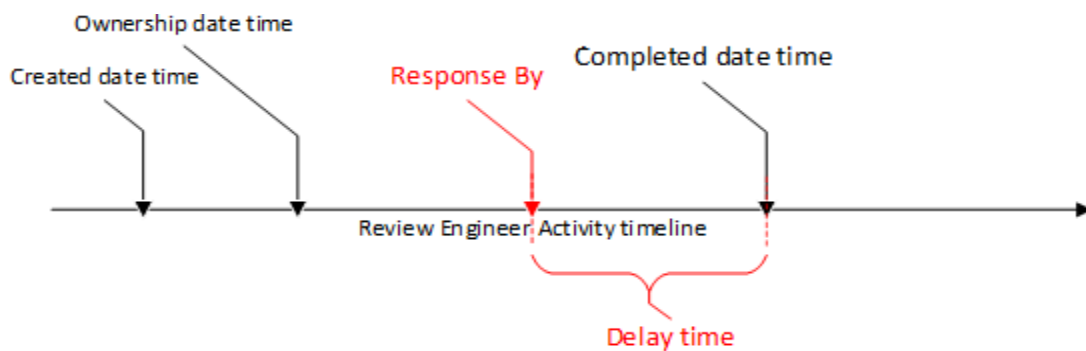 Ownership date time
Created date time
Response By
Completed date time
Review Engineer Activity timeline
Delay time